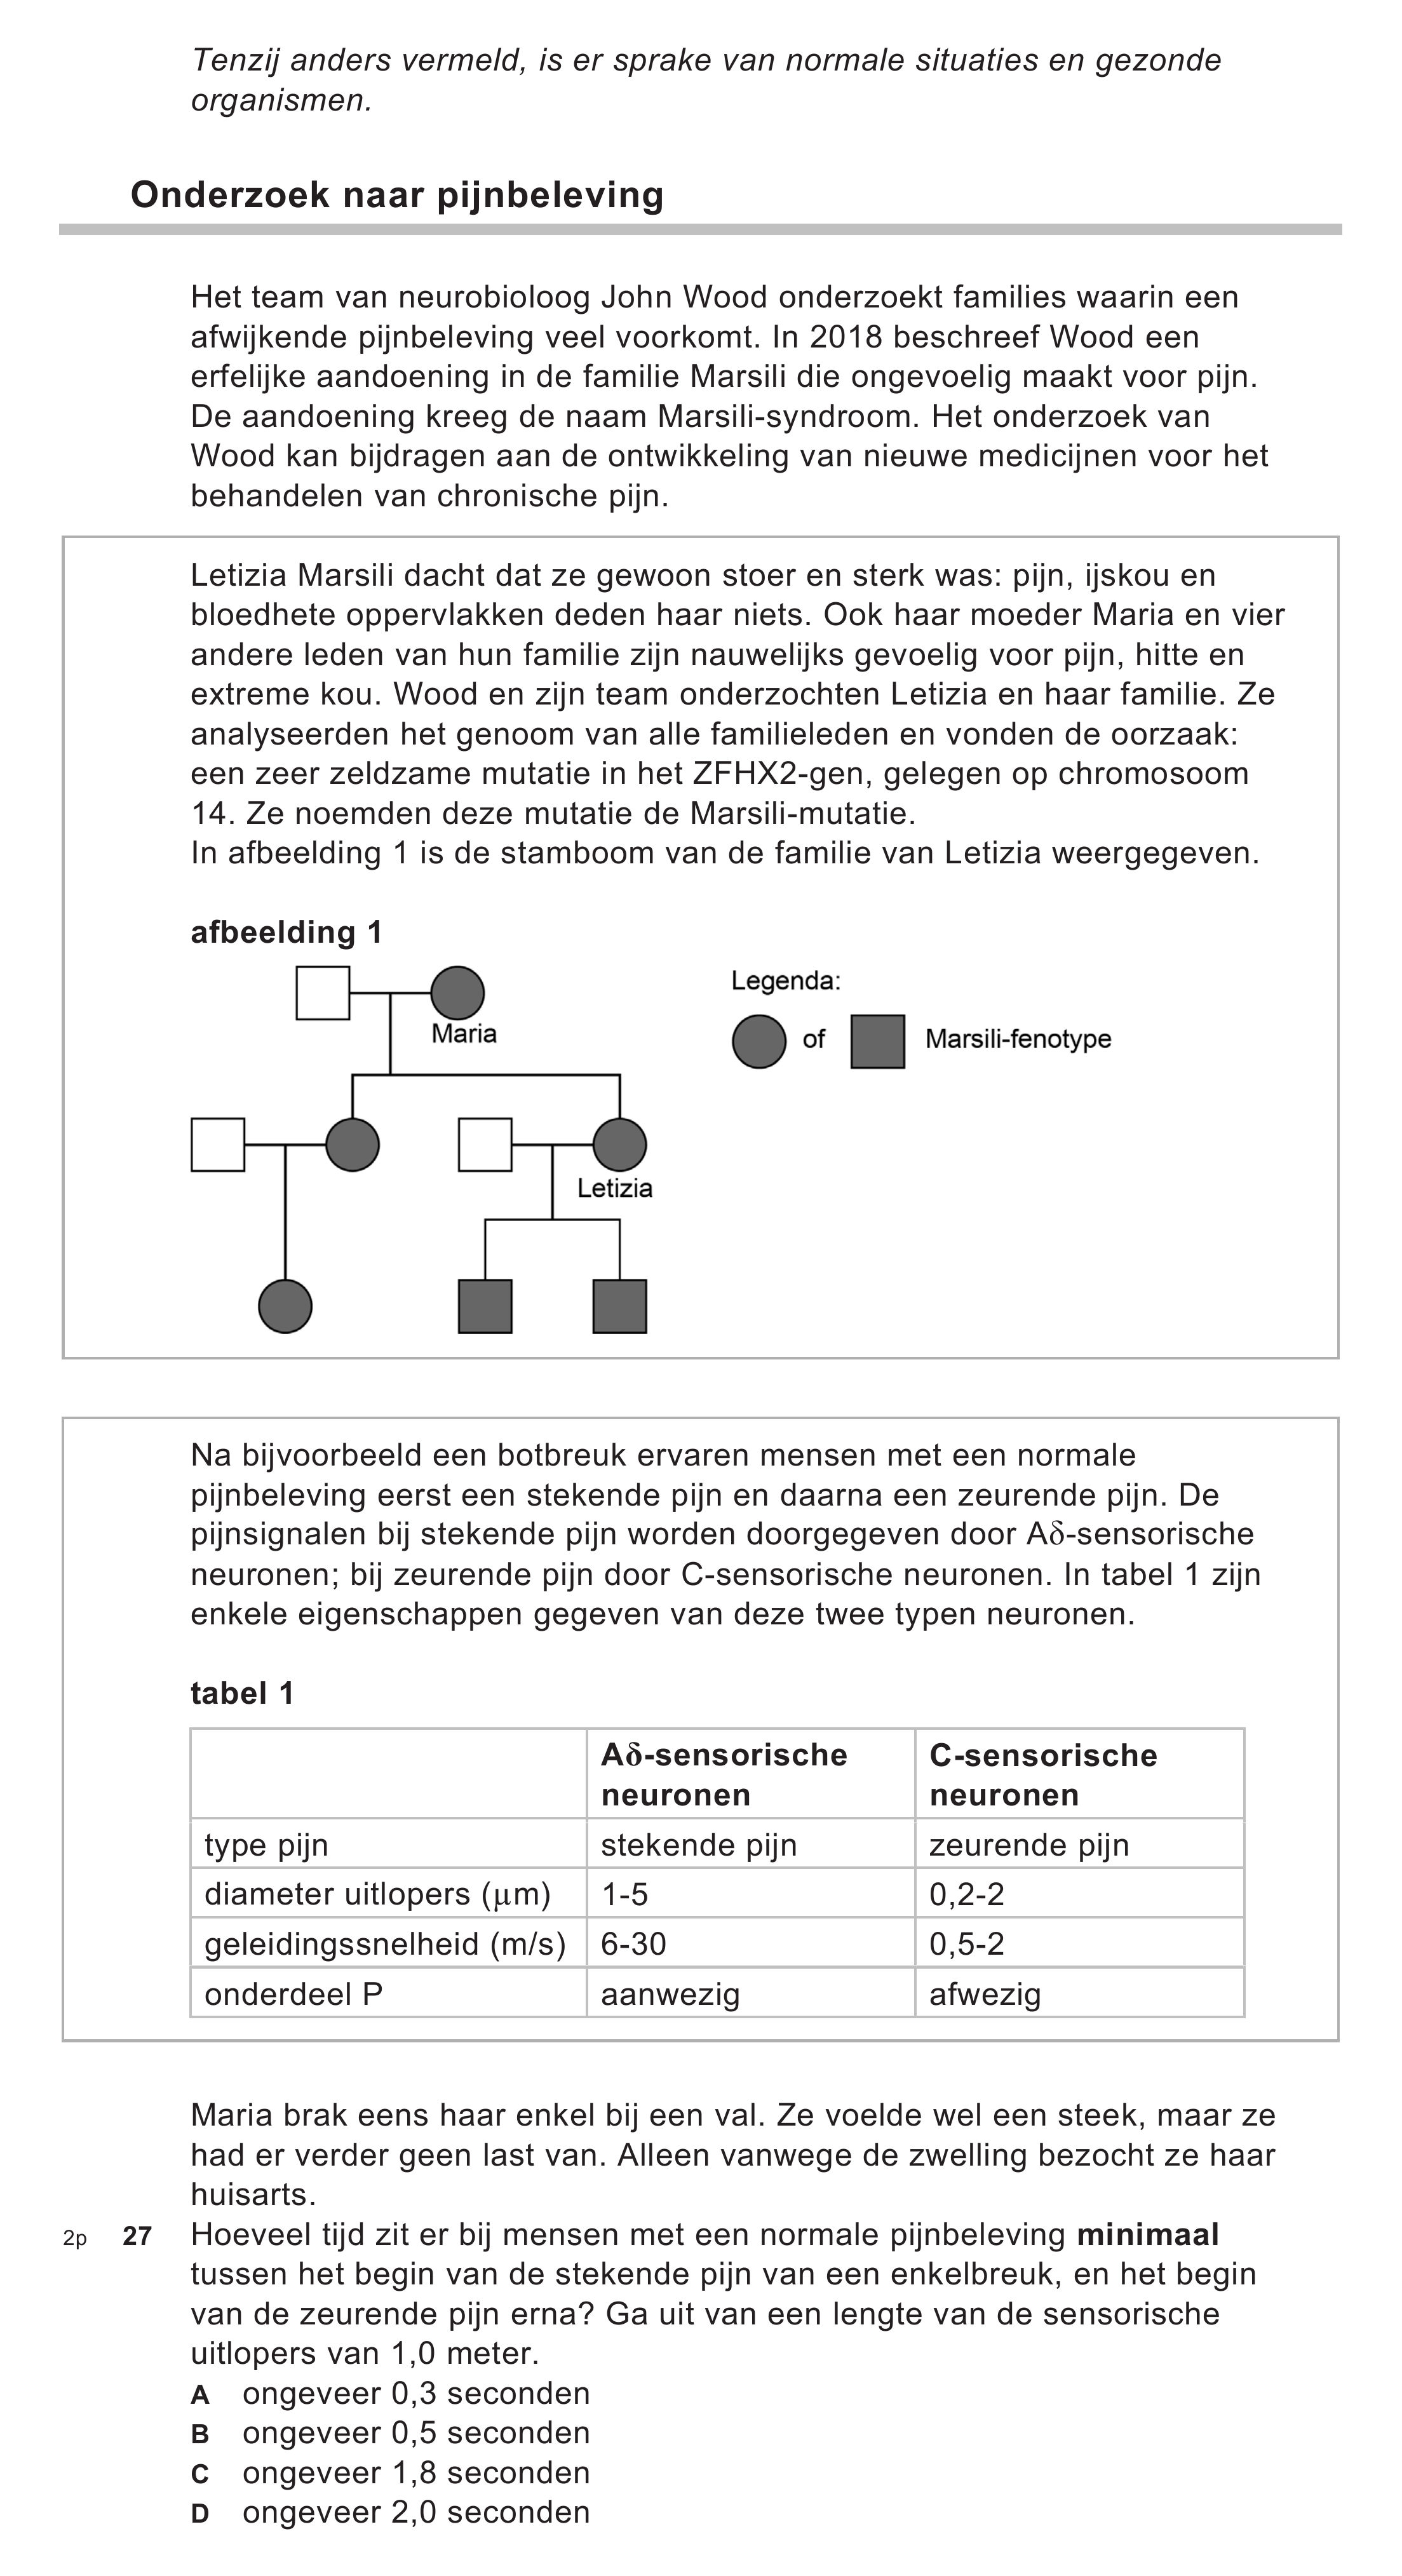 Tenzij anders vermeld, is er sprake van normale situaties en gezonde
organismen.
Onderzoek naar pijnbeleving
Het team van neurobioloog John Wood onderzoekt families waarin een
afwijkende pijnbeleving veel voorkomt. In 2018 beschreef Wood een
erfelijke aandoening in de familie Marsili die ongevoelig maakt voor pijn.
De aandoening kreeg de naam Marsili-syndroom. Het onderzoek van
Wood kan bijdragen aan de ontwikkeling van nieuwe medicijnen voor het
behandelen van chronische pijn.
Letizia Marsili dacht dat ze gewoon stoer en sterk was: pijn, ijskou en
bloedhete oppervlakken deden haar niets. Ook haar moeder Maria en vier
andere leden van hun familie zijn nauwelijks gevoelig voor pijn, hitte en
extreme kou. Wood en zijn team onderzochten Letizia en haar familie. Ze
analyseerden het genoom van alle familieleden en vonden de oorzaak:
een zeer zeldzame mutatie in het ZFHX2-gen, gelegen op chromosoom
14. Ze noemden deze mutatie de Marsili-mutatie.
In afbeelding 1 is de stamboom van de familie van Letizia weergegeven.
afbeelding 1
Maria
Letizia
Legenda:
of Marsili-fenotype
Na bijvoorbeeld een botbreuk ervaren mensen met een normale
pijnbeleving eerst een stekende pijn en daarna een zeurende pijn. De
pijnsignalen bij stekende pijn worden doorgegeven door Aδ-sensorische
neuronen; bij zeurende pijn door C-sensorische neuronen. In tabel 1 zijn
enkele eigenschappen gegeven van deze twee typen neuronen.
tabel 1
Aδ-sensorische neuronen C-sensorische neuronen
type pijn stekende pijn zeurende pijn
diameter uitlopers (μm) 1-5 0,2-2
geleidingssnelheid (m/s) 6-30 0,5-2
onderdeel P aanwezig afwezig
Maria brak eens haar enkel bij een val. Ze voelde wel een steek, maar ze
had er verder geen last van. Alleen vanwege de zwelling bezocht ze haar
huisarts.
2p 27 Hoeveel tijd zit er bij mensen met een normale pijnbeleving minimaal
tussen het begin van de stekende pijn van een enkelbreuk, en het begin
van de zeurende pijn erna? Ga uit van een lengte van de sensorische
uitlopers van 1,0 meter.
A ongeveer 0,3 seconden
B ongeveer 0,5 seconden
C ongeveer 1,8 seconden
D ongeveer 2,0 seconden